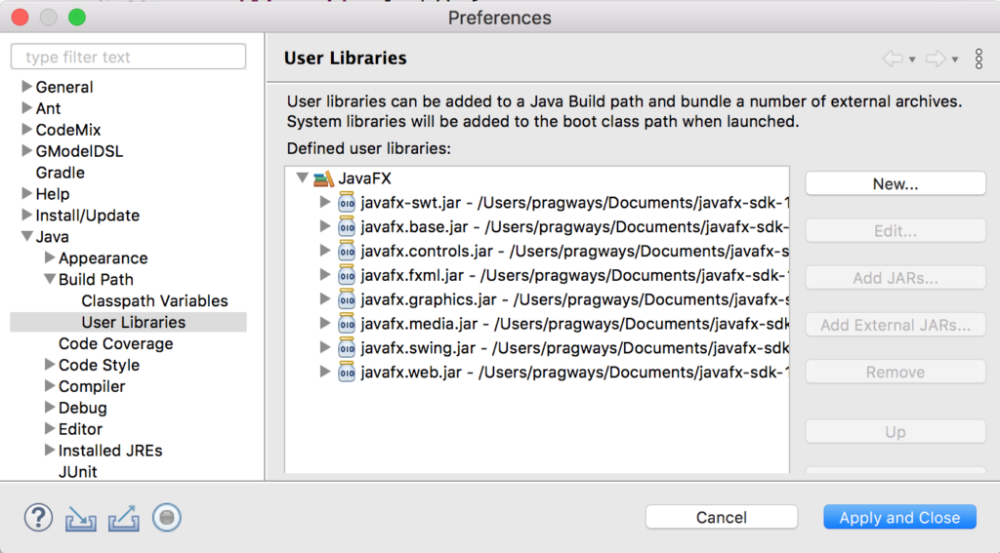 Preferences
type filter text
General
Ant
CodeMix
GModelDSL
Gradle
Help
Install/Update
Java
Appearance
Build Path
Classpath Variables
User Libraries
Code Coverage
Code Style
Compiler
Debug
Editor
Installed JREs
JUnit
User Libraries
User libraries can be added to a Java Build path and bundle a number of external archives.
System libraries will be added to the boot class path when launched.
Defined user libraries:
JavaFX
javafx-swt.jar - /Users/pragways/Documents/javafx-sdk-1
javafx.base.jar - /Users/pragways/Documents/javafx-sdk-
javafx.controls.jar - /Users/pragways/Documents/javafx-s
javafx.fxml.jar - /Users/pragways/Documents/javafx-sdk-1
javafx.graphics.jar - /Users/pragways/Documents/javafx-s
javafx.media.jar - /Users/pragways/Documents/javafx-sdk
javafx.swing.jar - /Users/pragways/Documents/javafx-sdk
javafx.web.jar - /Users/pragways/Documents/javafx-sdk-1
New...
Edit...
Add JARs...
Add External JARs...
Remove
Up
Cancel
Apply and Close